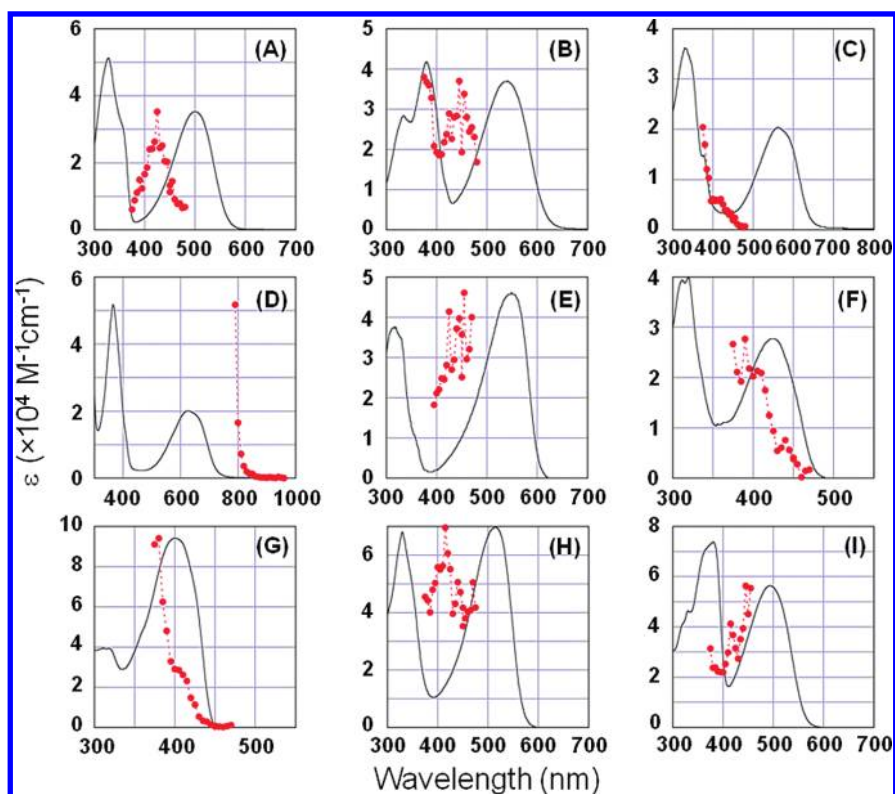 6 (A) 5 (B) 4 (C)
4 4 3
3 2
2 2
1 1
0 0 0
300 400 500 600 700 300 400 500 600 700 300 400 500 600 700 800
6 (D) 5 (E) 4 (F)
4 4 3
3 2
2 2
1 1
0 0 0
400 600 800 1000 300 400 500 600 700 300 400 500
10 (G) (H) 8 (I)
8 6 6
6 4 4
4
2 2 2
0 0 0
300 400 500 300 400 500 600 700 300 400 500 600 700
ε (×10⁴ M⁻¹cm⁻¹)
Wavelength (nm)